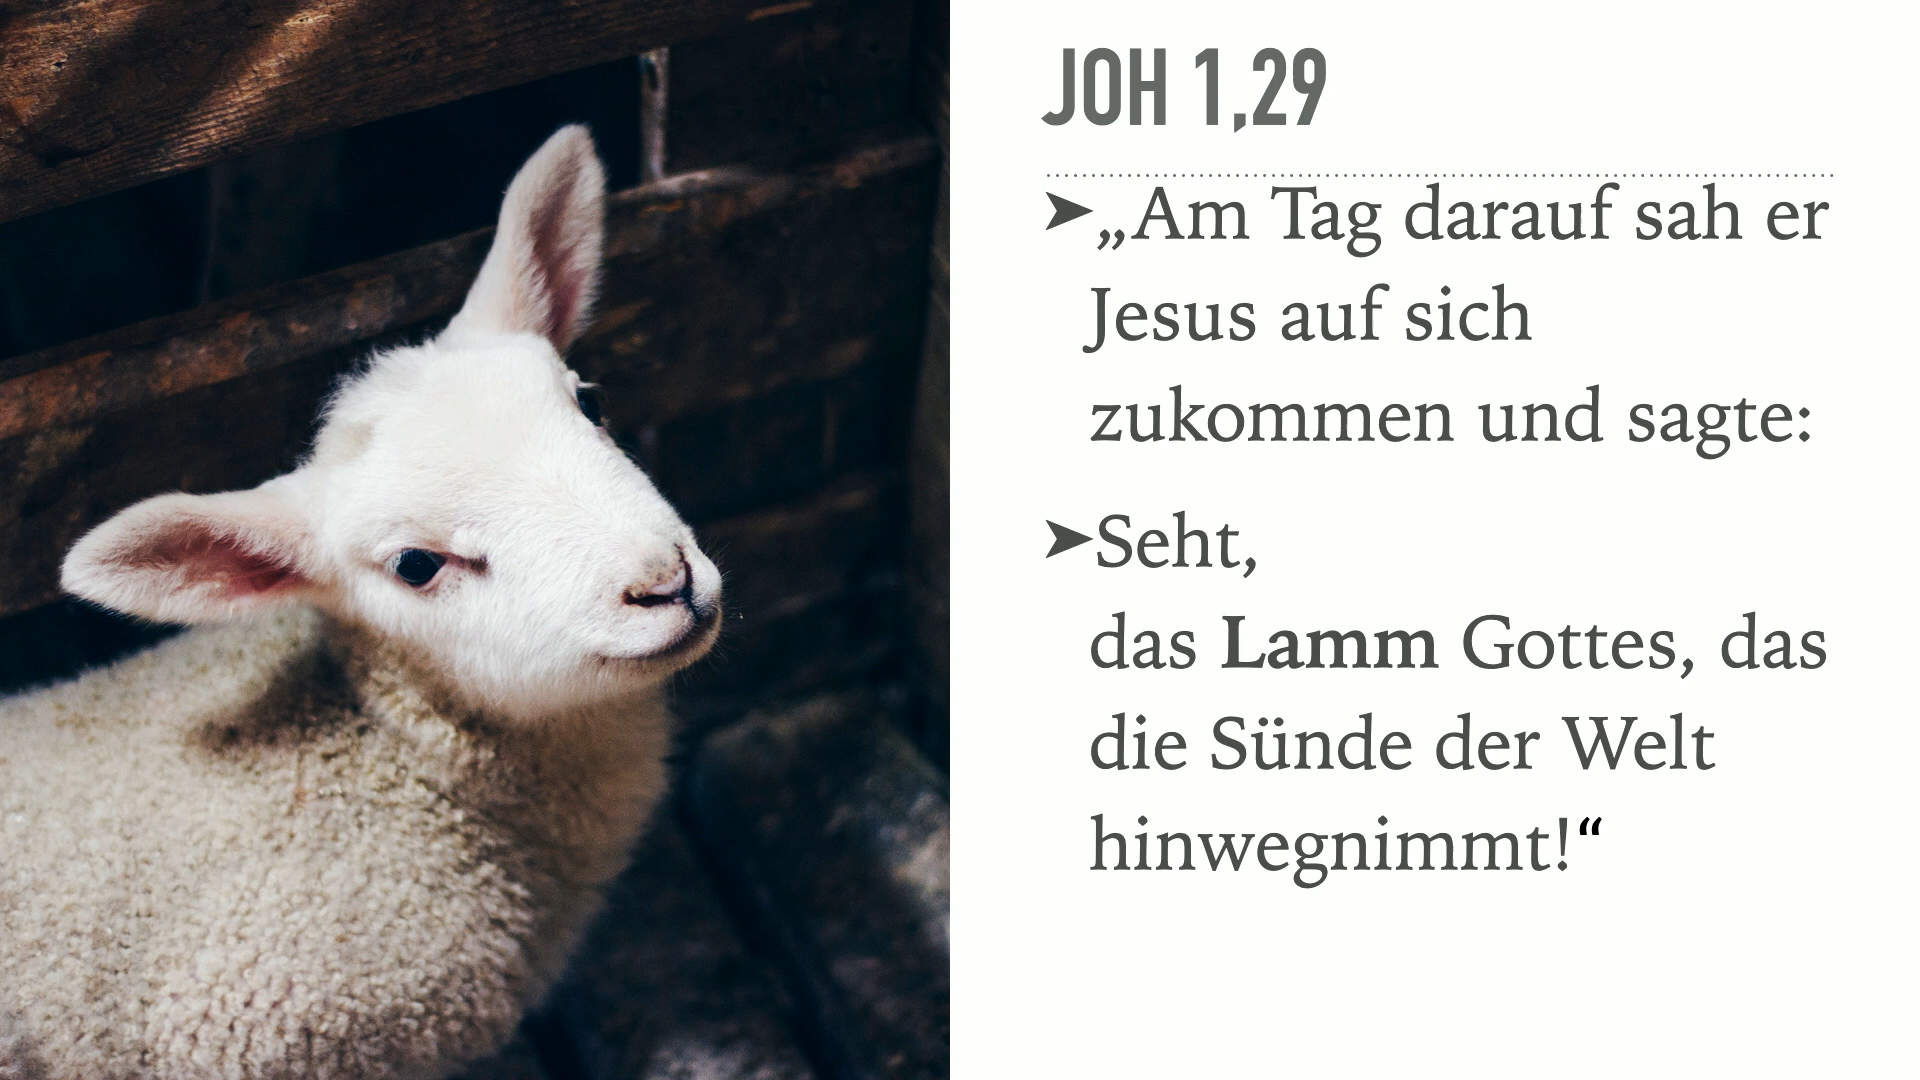 JOH 1,29
➤„Am Tag darauf sah er
Jesus auf sich
zukommen und sagte:
➤Seht,
das Lamm Gottes, das
die Sünde der Welt
hinwegnimmt!“